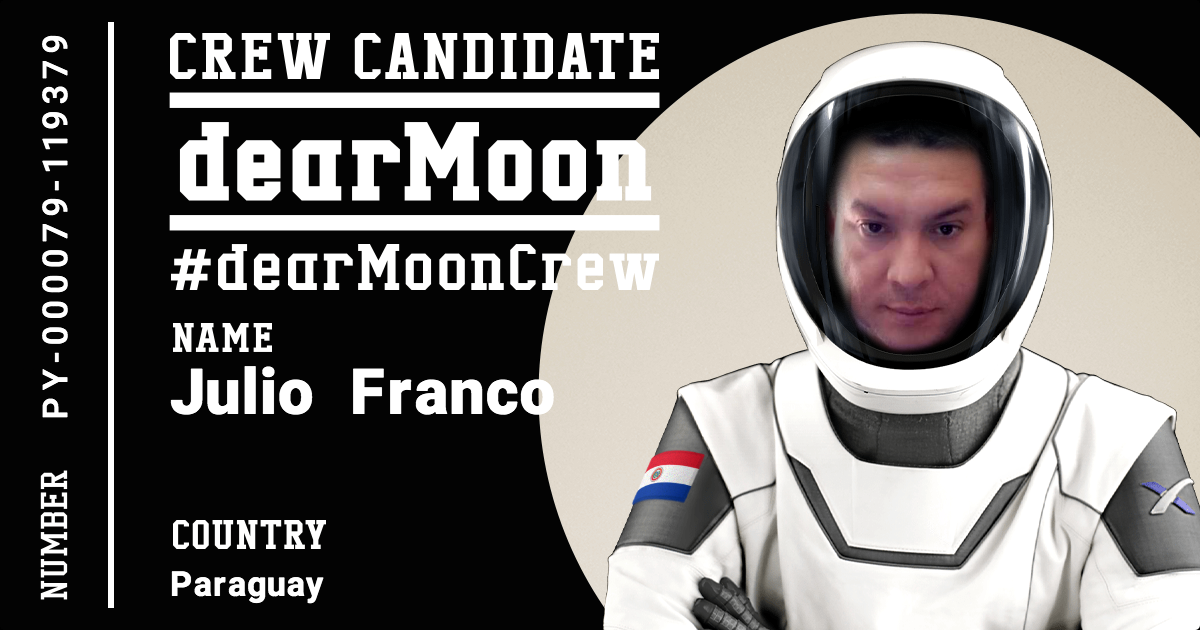 CREW CANDIDATE
dearMoon
#dearMoonCrew
NAME
Julio Franco
COUNTRY
Paraguay
NUMBER PY-000079-119379